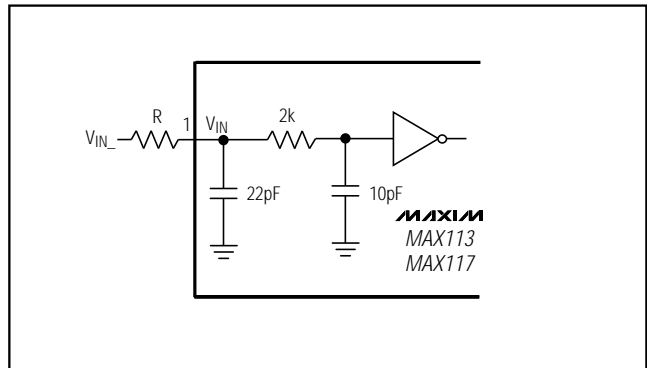 R
1
V_IN
2k
V_IN_
22pF
10pF
MAXIM
MAX113
MAX117